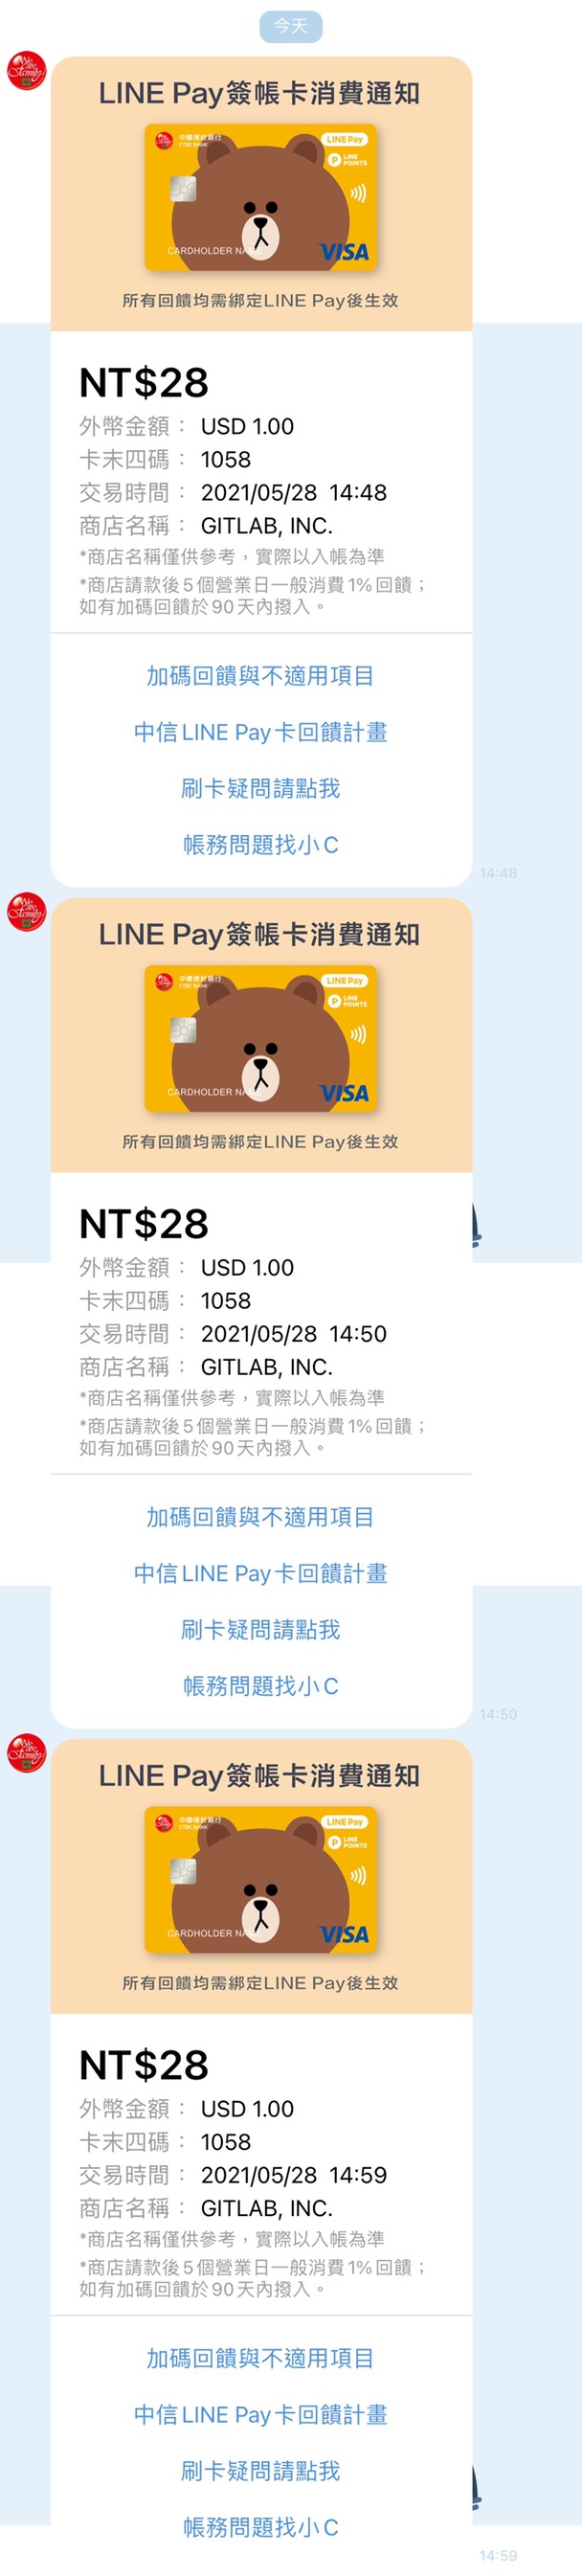 今天
LINE Pay簽帳卡消費通知
中國信託銀行
CTBC BANK
LINE Pay
P LINE POINTS
CARDHOLDER NAME
VISA
所有回饋均需綁定LINE Pay後生效
NT$28
外幣金額： USD 1.00
卡末四碼： 1058
交易時間： 2021/05/28 14:48
商店名稱： GITLAB, INC.
*商店名稱僅供參考，實際以入帳為準
*商店請款後5個營業日一般消費1%回饋；
如有加碼回饋於90天內撥入。
加碼回饋與不適用項目
中信LINE Pay卡回饋計畫
刷卡疑問請點我
帳務問題找小C
14:48
LINE Pay簽帳卡消費通知
中國信託銀行
CTBC BANK
LINE Pay
P LINE POINTS
CARDHOLDER NAME
VISA
所有回饋均需綁定LINE Pay後生效
NT$28
外幣金額： USD 1.00
卡末四碼： 1058
交易時間： 2021/05/28 14:50
商店名稱： GITLAB, INC.
*商店名稱僅供參考，實際以入帳為準
*商店請款後5個營業日一般消費1%回饋；
如有加碼回饋於90天內撥入。
加碼回饋與不適用項目
中信LINE Pay卡回饋計畫
刷卡疑問請點我
帳務問題找小C
14:50
LINE Pay簽帳卡消費通知
中國信託銀行
CTBC BANK
LINE Pay
P LINE POINTS
CARDHOLDER NAME
VISA
所有回饋均需綁定LINE Pay後生效
NT$28
外幣金額： USD 1.00
卡末四碼： 1058
交易時間： 2021/05/28 14:59
商店名稱： GITLAB, INC.
*商店名稱僅供參考，實際以入帳為準
*商店請款後5個營業日一般消費1%回饋；
如有加碼回饋於90天內撥入。
加碼回饋與不適用項目
中信LINE Pay卡回饋計畫
刷卡疑問請點我
帳務問題找小C
14:59